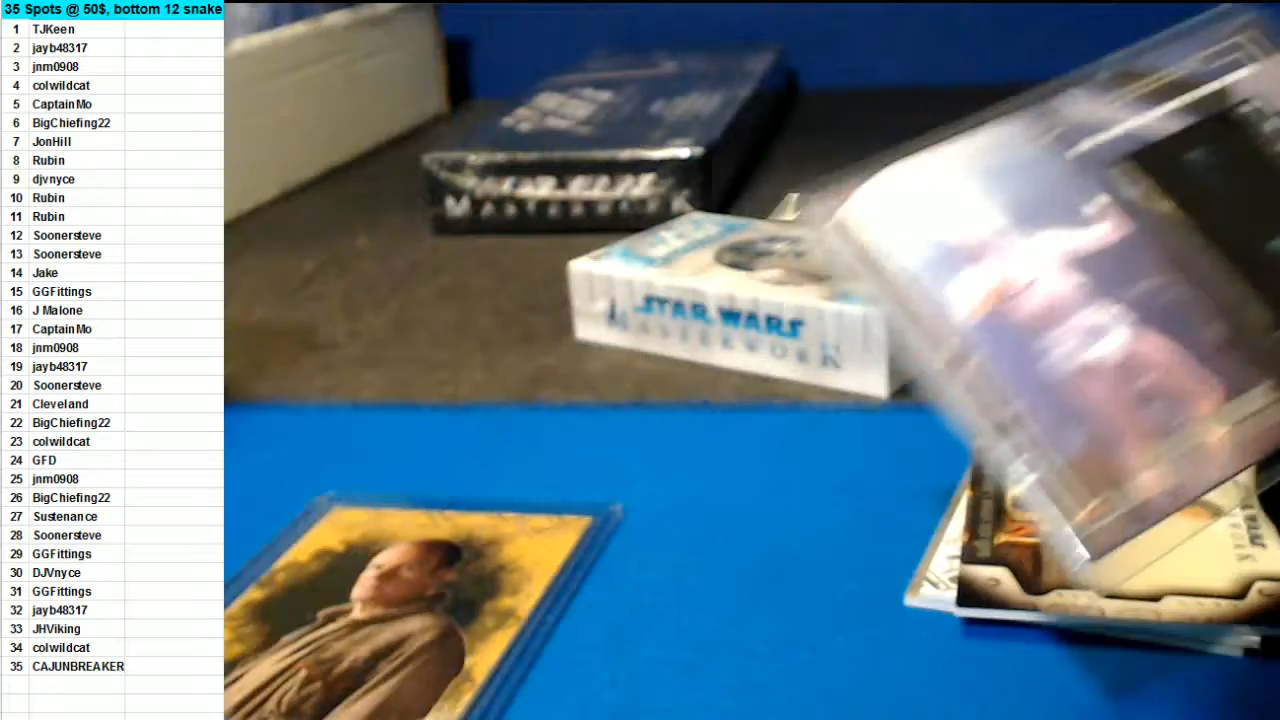 35 Spots @ 50$, bottom 12 snake
1 TJKeen
2 jayb48317
3 jnm0908
4 colwildcat
5 CaptainMo
6 BigChiefing22
7 JonHill
8 Rubin
9 djvnyce
10 Rubin
11 Rubin
12 Soonersteve
13 Soonersteve
14 Jake
15 GGFittings
16 J Malone
17 CaptainMo
18 jnm0908
19 jayb48317
20 Soonersteve
21 Cleveland
22 BigChiefing22
23 colwildcat
24 GFD
25 jnm0908
26 BigChiefing22
27 Sustenance
28 Soonersteve
29 GGFittings
30 DJVnyce
31 GGFittings
32 jayb48317
33 JHViking
34 colwildcat
35 CAJUNBREAKER
STAR WARS
MASTERWORK
STAR WARS
MASTERWORK